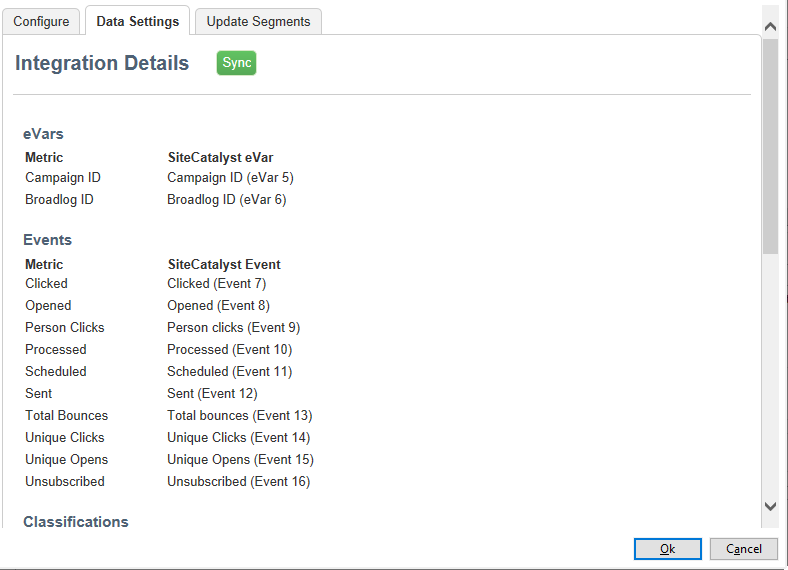 Configure Data Settings Update Segments
Integration Details Sync
eVars
Metric SiteCatalyst eVar
Campaign ID Campaign ID (eVar 5)
Broadlog ID Broadlog ID (eVar 6)
Events
Metric SiteCatalyst Event
Clicked Clicked (Event 7)
Opened Opened (Event 8)
Person Clicks Person clicks (Event 9)
Processed Processed (Event 10)
Scheduled Scheduled (Event 11)
Sent Sent (Event 12)
Total Bounces Total bounces (Event 13)
Unique Clicks Unique Clicks (Event 14)
Unique Opens Unique Opens (Event 15)
Unsubscribed Unsubscribed (Event 16)
Classifications
Ok Cancel